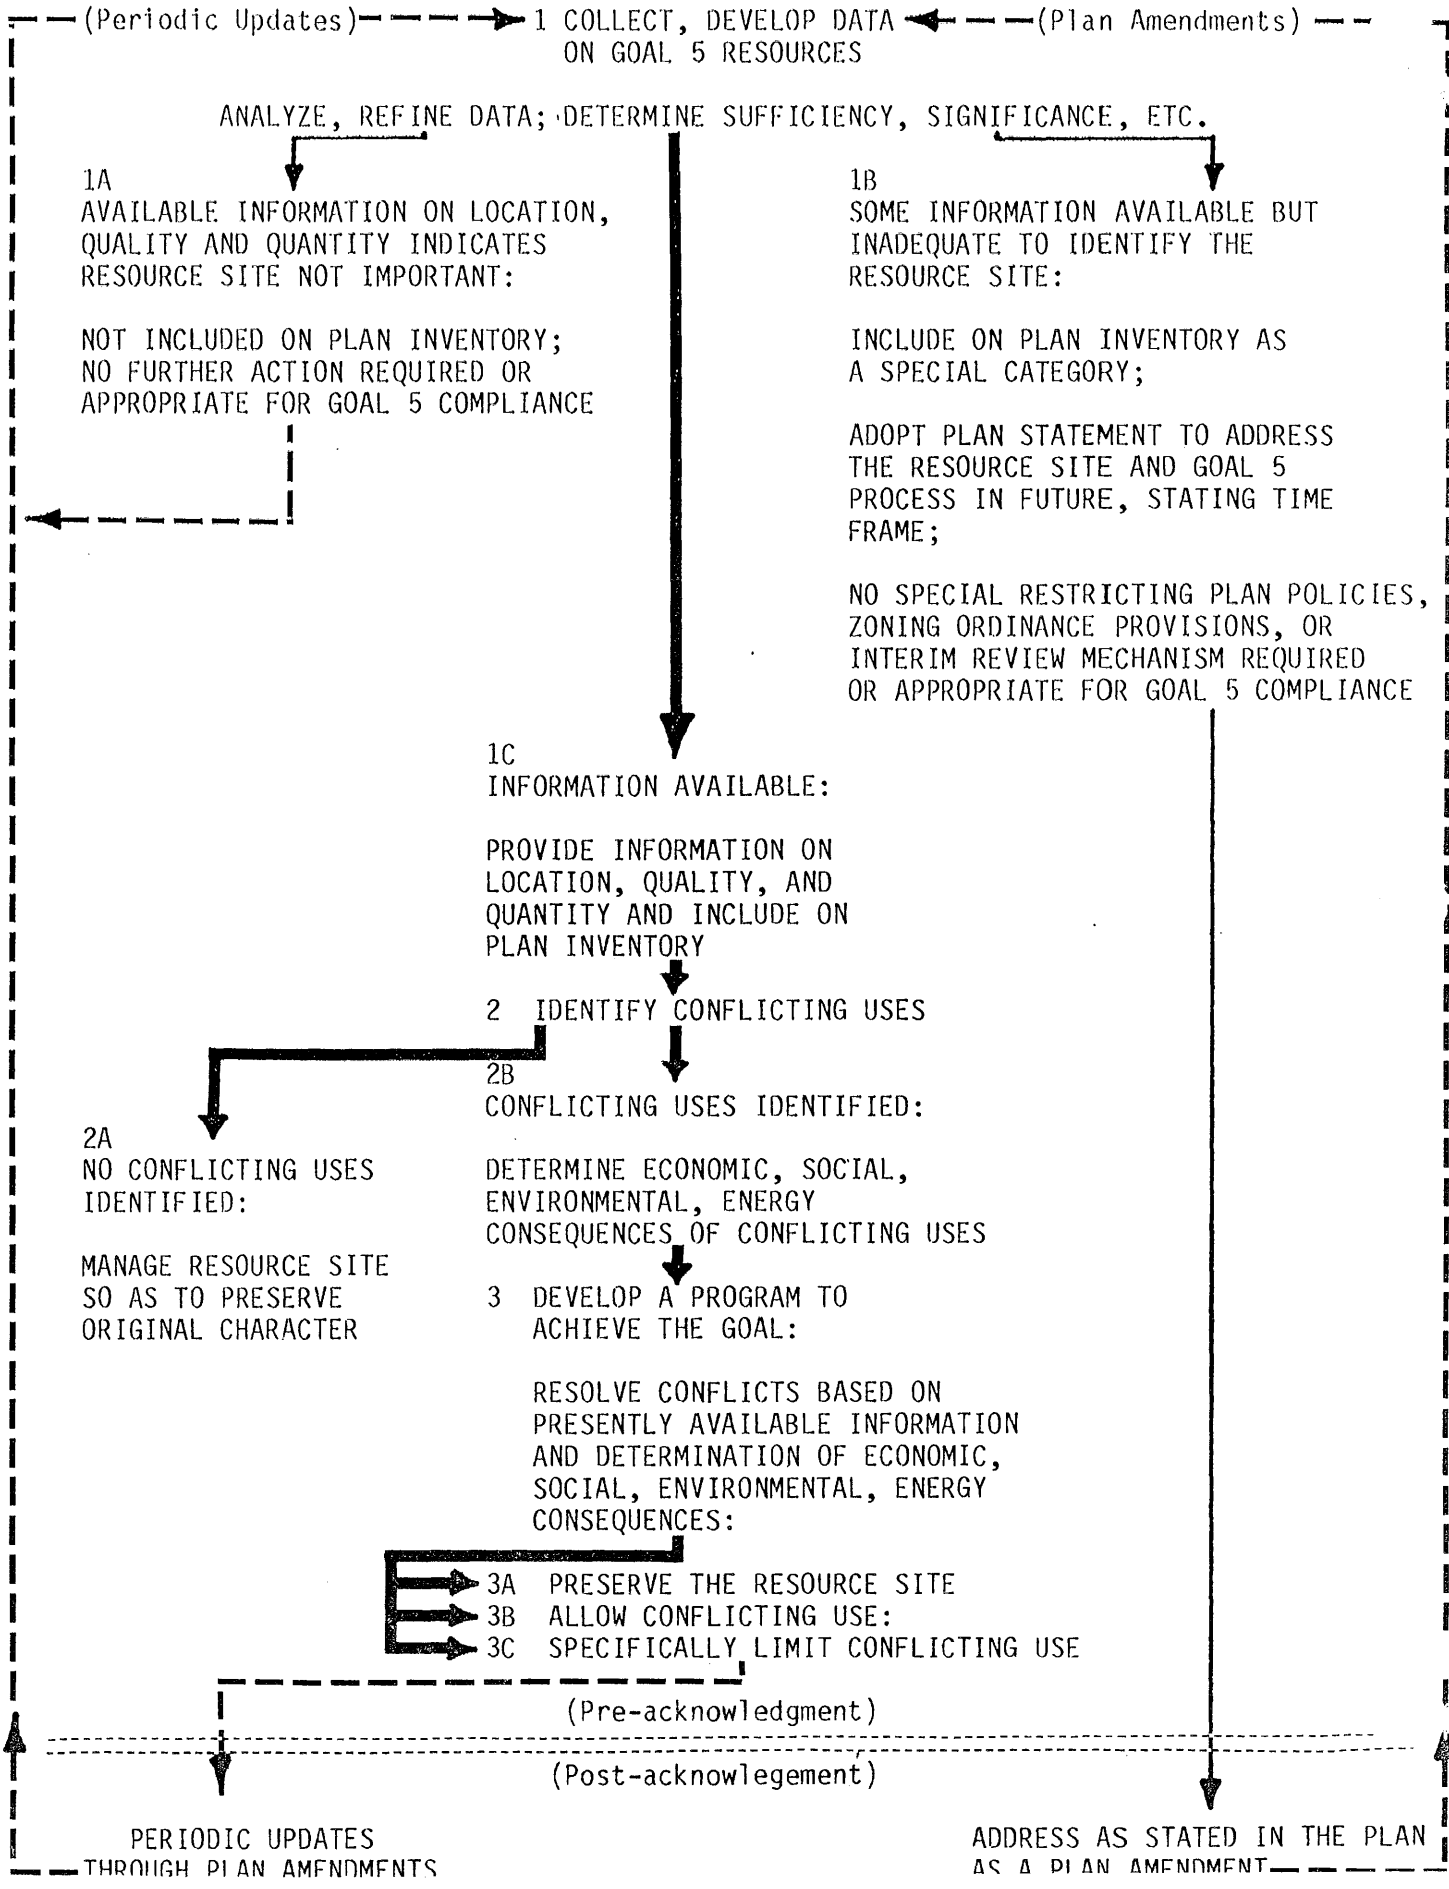 (Periodic Updates) 1 COLLECT, DEVELOP DATA (Plan Amendments)
ON GOAL 5 RESOURCES
ANALYZE, REFINE DATA; DETERMINE SUFFICIENCY, SIGNIFICANCE, ETC.
1A
AVAILABLE INFORMATION ON LOCATION,
QUALITY AND QUANTITY INDICATES
RESOURCE SITE NOT IMPORTANT:
NOT INCLUDED ON PLAN INVENTORY;
NO FURTHER ACTION REQUIRED OR
APPROPRIATE FOR GOAL 5 COMPLIANCE
1B
SOME INFORMATION AVAILABLE BUT
INADEQUATE TO IDENTIFY THE
RESOURCE SITE:
INCLUDE ON PLAN INVENTORY AS
A SPECIAL CATEGORY;
ADOPT PLAN STATEMENT TO ADDRESS
THE RESOURCE SITE AND GOAL 5
PROCESS IN FUTURE, STATING TIME
FRAME;
NO SPECIAL RESTRICTING PLAN POLICIES,
ZONING ORDINANCE PROVISIONS, OR
INTERIM REVIEW MECHANISM REQUIRED
OR APPROPRIATE FOR GOAL 5 COMPLIANCE
1C
INFORMATION AVAILABLE:
PROVIDE INFORMATION ON
LOCATION, QUALITY, AND
QUANTITY AND INCLUDE ON
PLAN INVENTORY
2 IDENTIFY CONFLICTING USES
2A
NO CONFLICTING USES
IDENTIFIED:
MANAGE RESOURCE SITE
SO AS TO PRESERVE
ORIGINAL CHARACTER
2B
CONFLICTING USES IDENTIFIED:
DETERMINE ECONOMIC, SOCIAL,
ENVIRONMENTAL, ENERGY
CONSEQUENCES OF CONFLICTING USES
3 DEVELOP A PROGRAM TO
ACHIEVE THE GOAL:
RESOLVE CONFLICTS BASED ON
PRESENTLY AVAILABLE INFORMATION
AND DETERMINATION OF ECONOMIC,
SOCIAL, ENVIRONMENTAL, ENERGY
CONSEQUENCES:
3A PRESERVE THE RESOURCE SITE
3B ALLOW CONFLICTING USE:
3C SPECIFICALLY LIMIT CONFLICTING USE
(Pre-acknowledgment)
(Post-acknowlegement)
PERIODIC UPDATES
THROUGH PLAN AMENDMENTS
ADDRESS AS STATED IN THE PLAN
AS A PLAN AMENDMENT